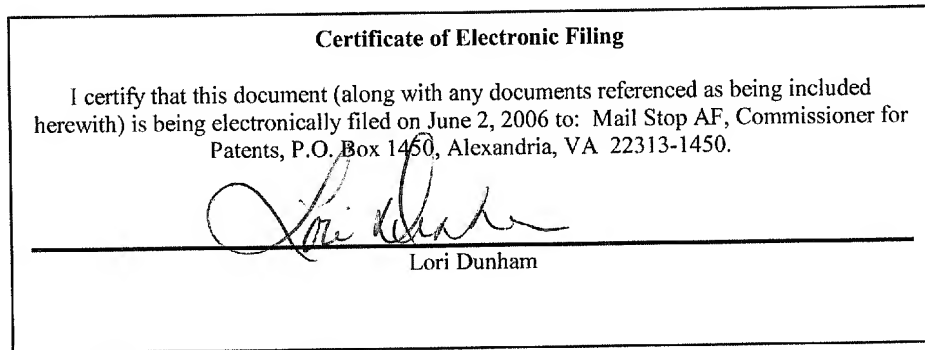 Certificate of Electronic Filing
I certify that this document (along with any documents referenced as being included
herewith) is being electronically filed on June 2, 2006 to: Mail Stop AF, Commissioner for
Patents, P.O. Box 1450, Alexandria, VA 22313-1450.
Lori Dunham
Lori Dunham